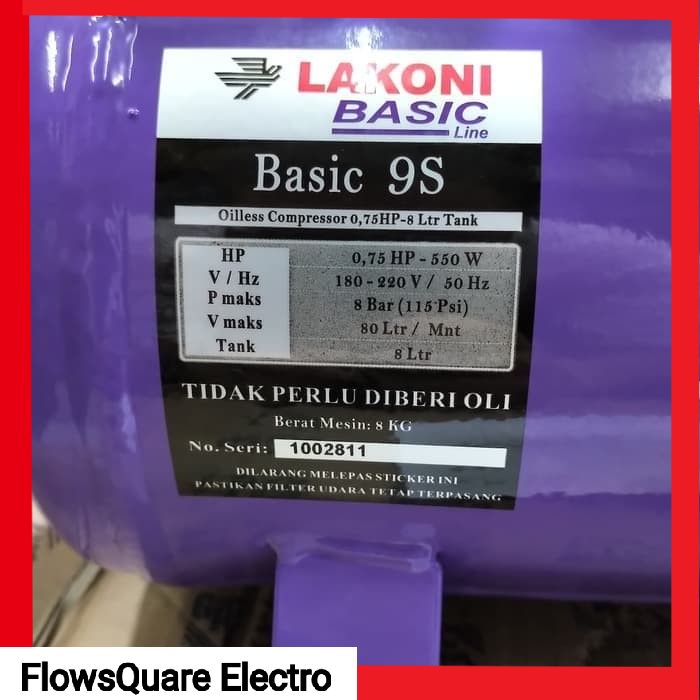 LAKONI
BASIC
Line
Basic 9S
Oilless Compressor 0,75HP-8 Ltr Tank
HP 0,75 HP - 550 W
V / Hz 180 - 220 V / 50 Hz
P maks 8 Bar (115 Psi)
V maks 80 Ltr / Mnt
Tank 8 Ltr
TIDAK PERLU DIBERI OLI
Berat Mesin: 8 KG
No. Seri: 1002811
DILARANG MELEPAS STICKER INI
PASTIKAN FILTER UDARA TETAP TERPASANG
FlowsQuare Electro